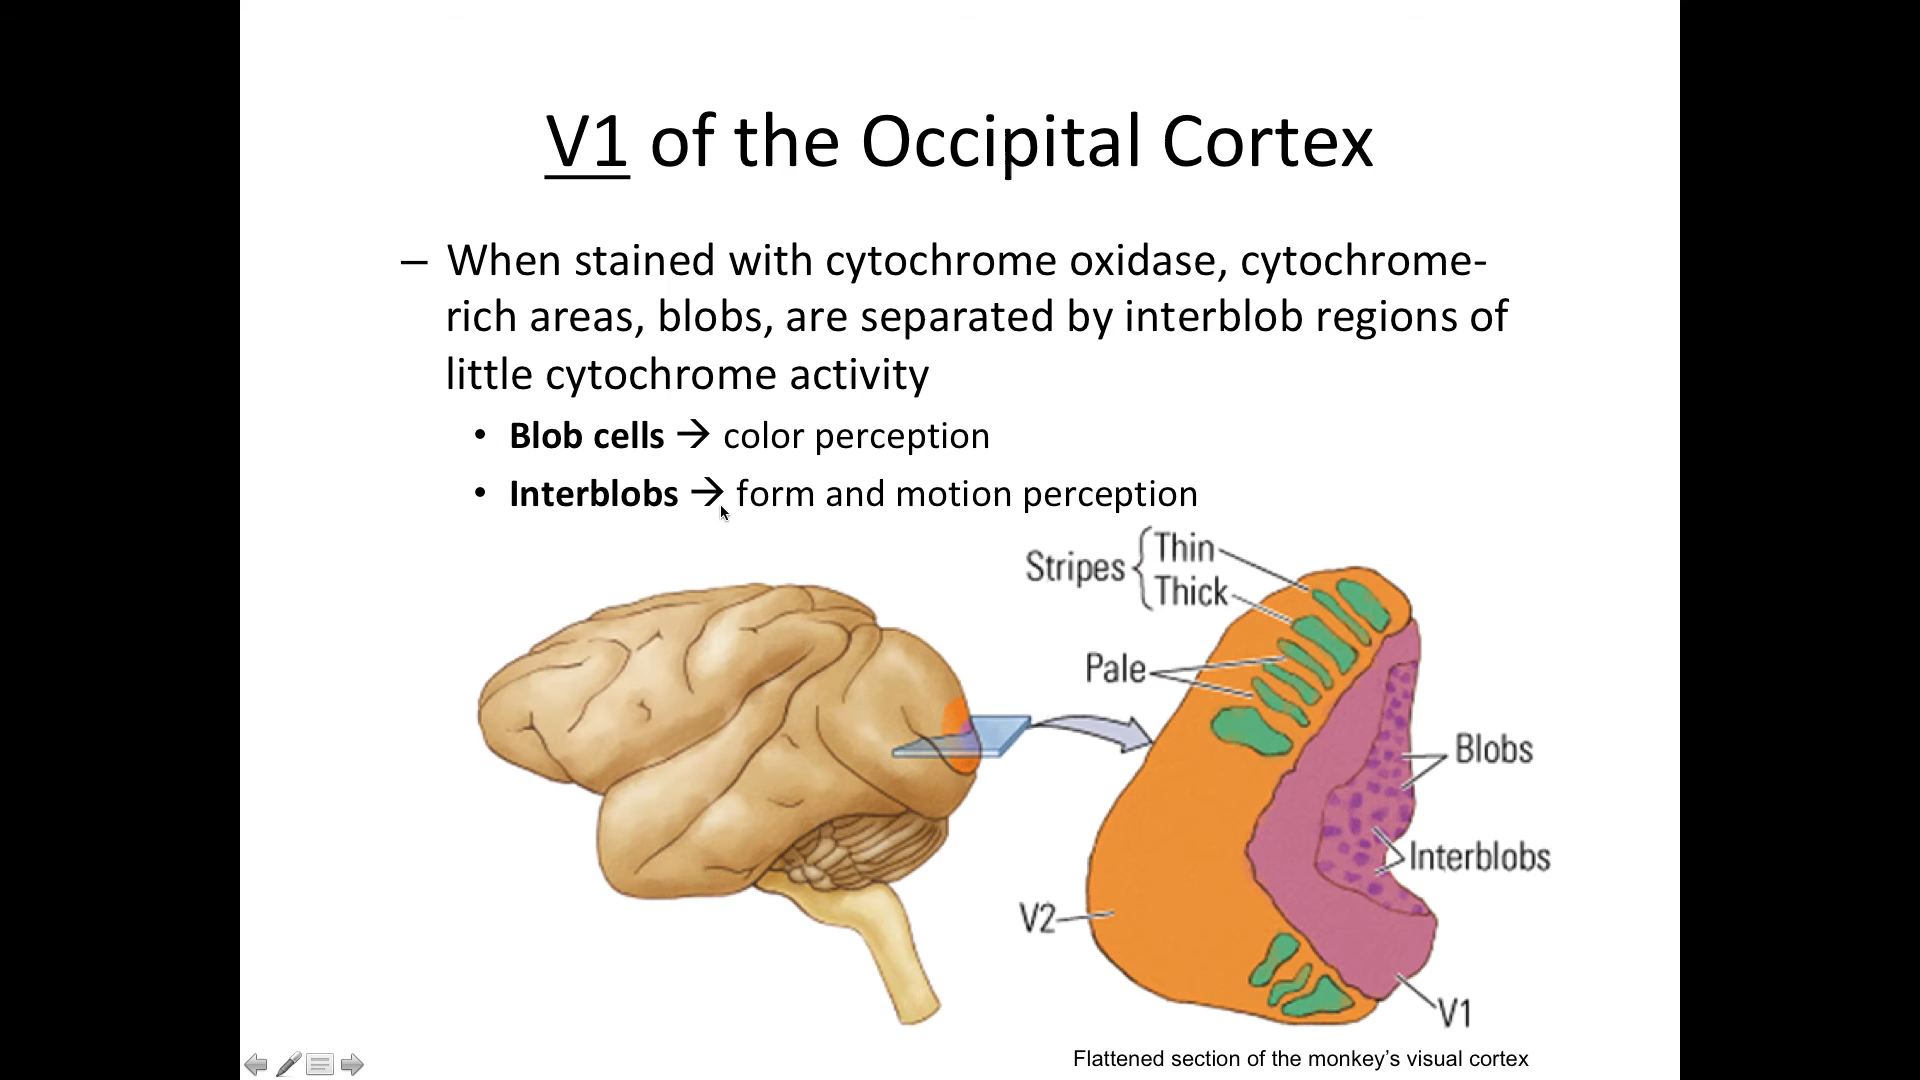 V1 of the Occipital Cortex
– When stained with cytochrome oxidase, cytochrome-
rich areas, blobs, are separated by interblob regions of
little cytochrome activity
• Blob cells → color perception
• Interblobs → form and motion perception
Stripes { Thin
Thick
Pale
Blobs
Interblobs
V2
V1
Flattened section of the monkey’s visual cortex